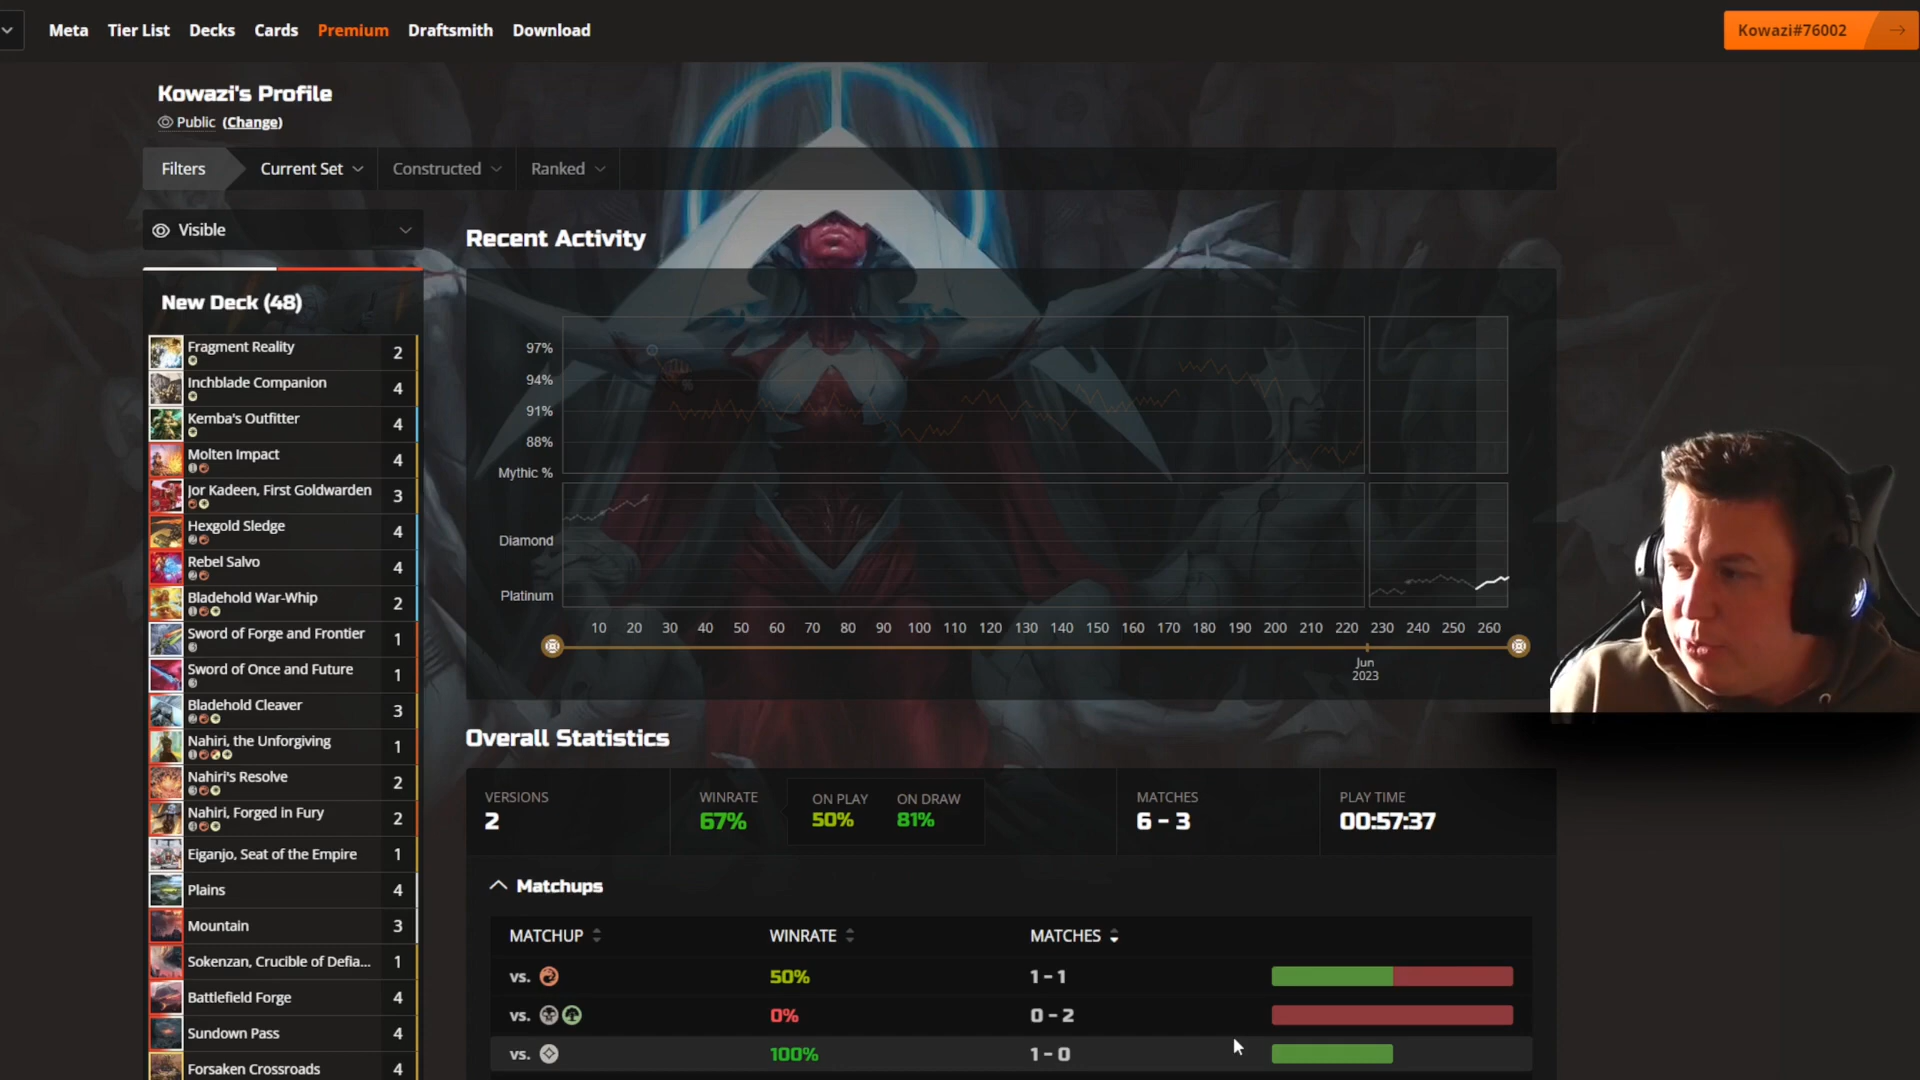 Meta Tier List Decks Cards Premium Draftsmith Download
Kowazi#76002
Kowazi's Profile
Public (Change)
Filters Current Set Constructed Ranked
Visible
Recent Activity
New Deck (48)
Fragment Reality 2
Inchblade Companion 4
Kemba's Outfitter 4
Molten Impact 4
Jor Kadeen, First Goldwarden 3
Hexgold Sledge 4
Rebel Salvo 4
Bladehold War-Whip 2
Sword of Forge and Frontier 1
Sword of Once and Future 1
Bladehold Cleaver 3
Nahiri, the Unforgiving 1
Nahiri's Resolve 2
Nahiri, Forged in Fury 2
Eiganjo, Seat of the Empire 1
Plains 4
Mountain 3
Sokenzan, Crucible of Defia... 1
Battlefield Forge 4
Sundown Pass 4
Forsaken Crossroads 4
97%
94%
91%
88%
Mythic %
Diamond
Platinum
10 20 30 40 50 60 70 80 90 100 110 120 130 140 150 160 170 180 190 200 210 220 230 240 250 260
Jun
2023
Overall Statistics
VERSIONS WINRATE ON PLAY ON DRAW MATCHES PLAY TIME
2 67% 50% 81% 6 - 3 00:57:37
Matchups
MATCHUP WINRATE MATCHES
vs. 50% 1 - 1
vs. 0% 0 - 2
vs. 100% 1 - 0